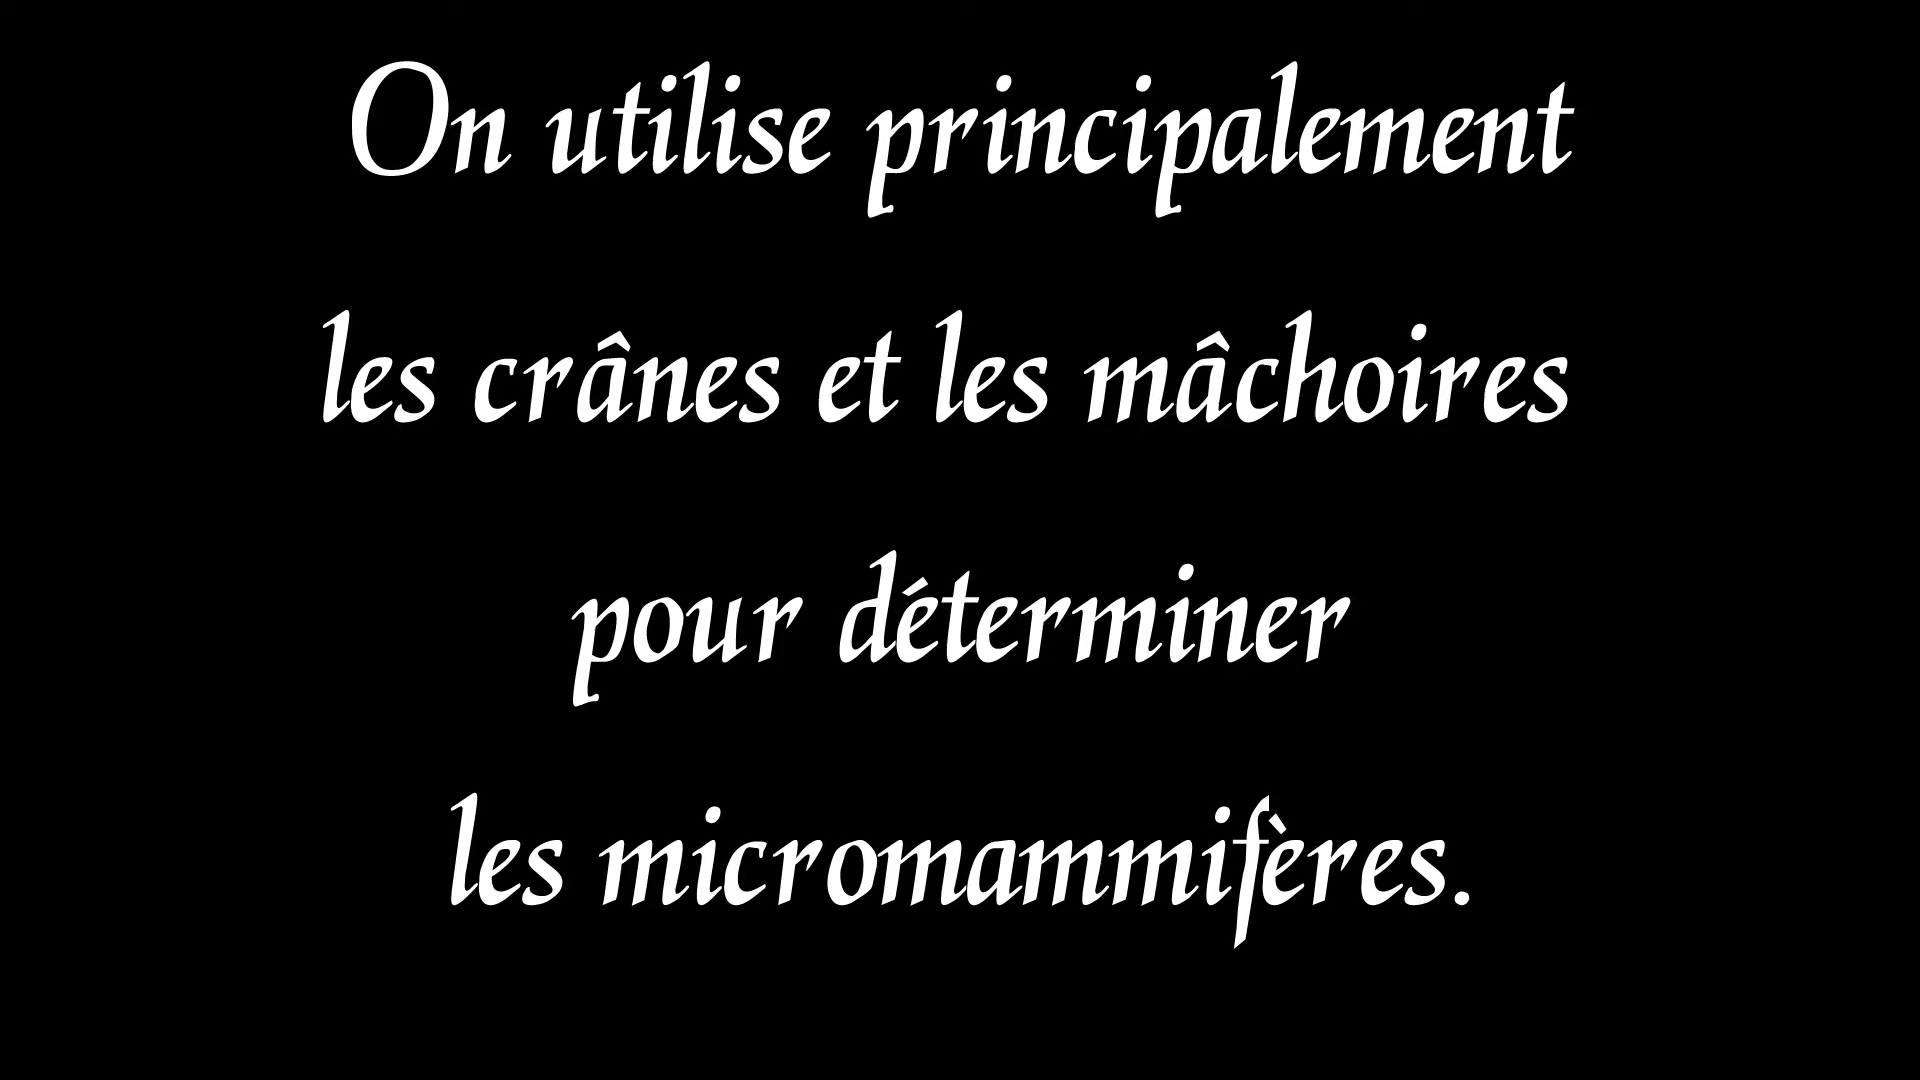 On utilise principalement
les crânes et les mâchoires
pour déterminer
les micromammifères.